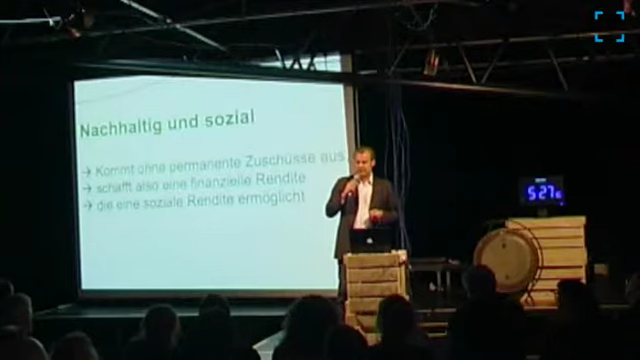 Nachhaltig und sozial
→ Kommt ohne permanente Zuschüsse aus
→ schafft also eine finanzielle Rendite
→ die eine soziale Rendite ermöglicht
5:27